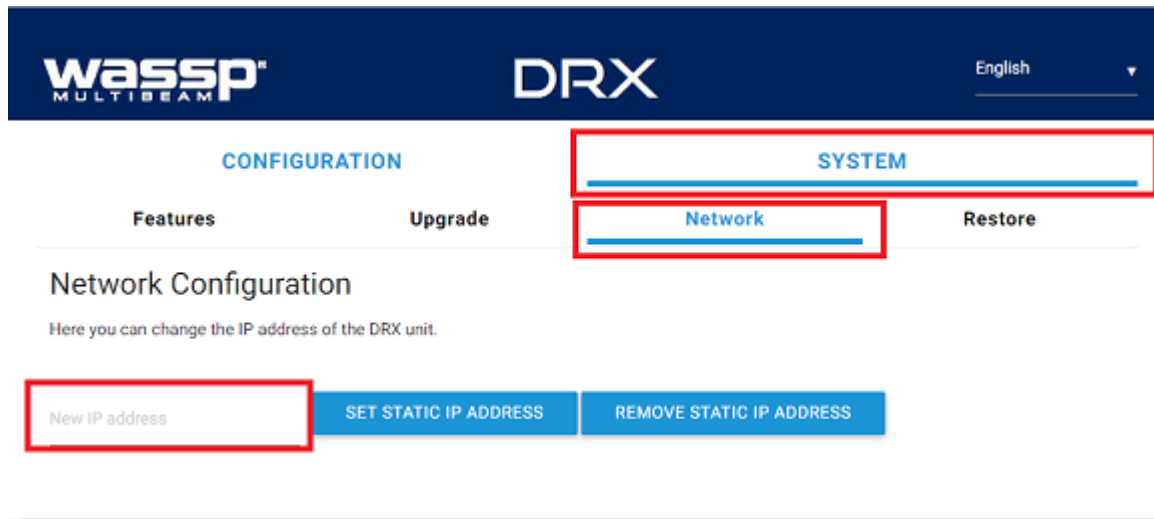 wassp
MULTIBEAM
DRX
English
CONFIGURATION SYSTEM
Features Upgrade Network Restore
Network Configuration
Here you can change the IP address of the DRX unit.
New IP address SET STATIC IP ADDRESS REMOVE STATIC IP ADDRESS